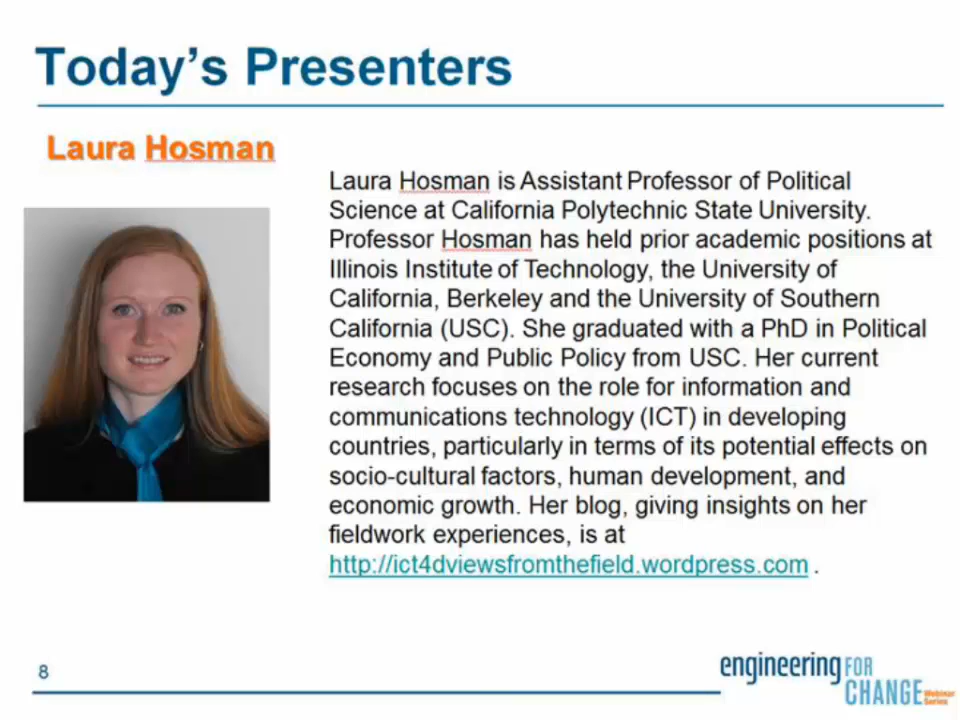 Today's Presenters
Laura Hosman
Laura Hosman is Assistant Professor of Political
Science at California Polytechnic State University.
Professor Hosman has held prior academic positions at
Illinois Institute of Technology, the University of
California, Berkeley and the University of Southern
California (USC). She graduated with a PhD in Political
Economy and Public Policy from USC. Her current
research focuses on the role for information and
communications technology (ICT) in developing
countries, particularly in terms of its potential effects on
socio-cultural factors, human development, and
economic growth. Her blog, giving insights on her
fieldwork experiences, is at
http://ict4dviewsfromthefield.wordpress.com .
8
engineering FOR
CHANGE Webinar
Series